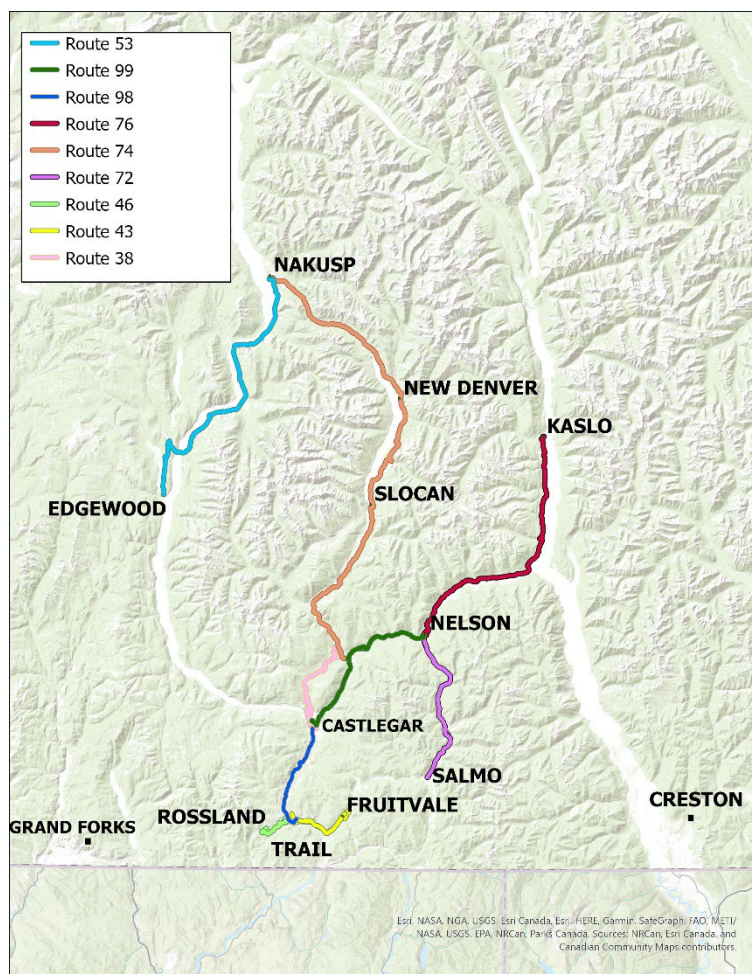 Route 53
Route 99
Route 98
Route 76
Route 74
Route 72
Route 46
Route 43
Route 38
NAKUSP
NEW DENVER
KASLO
SLOCAN
EDGEWOOD
NELSON
CASTLEGAR
SALMO
FRUITVALE
ROSSLAND
CRESTON
GRAND FORKS
TRAIL
Esri, NASA, NGA, USGS, Esri Canada, Esri, HERE, Garmin, SafeGraph, FAO, METI/
NASA, USGS, EPA, NRCan, Parks Canada, Sources: NRCan, Esri Canada, and
Canadian Community Maps contributors.